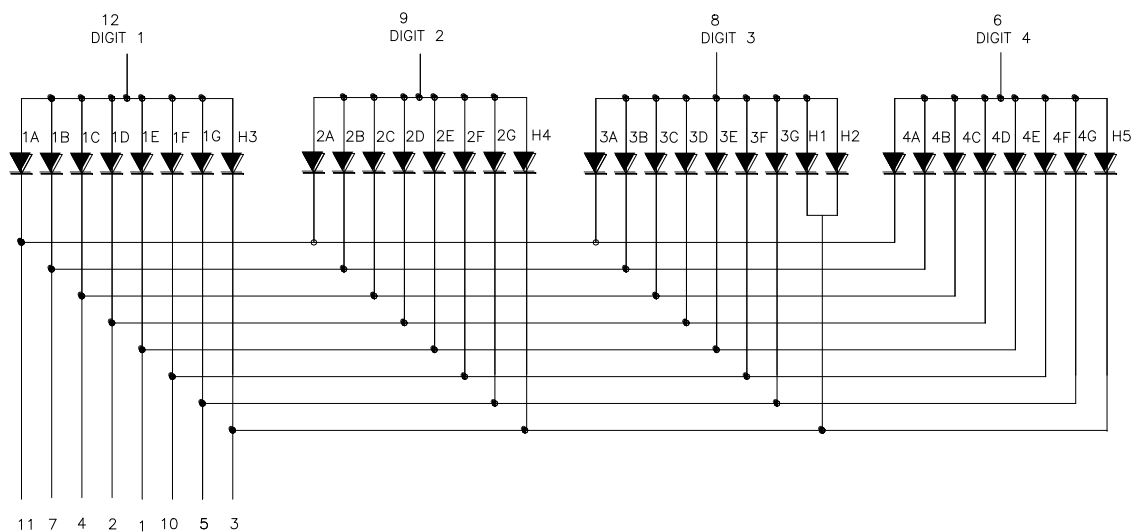 12 9 8 6
DIGIT 1 DIGIT 2 DIGIT 3 DIGIT 4
1A 1B 1C 1D 1E 1F 1G H3 2A 2B 2C 2D 2E 2F 2G H4 3A 3B 3C 3D 3E 3F 3G H1 H2 4A 4B 4C 4D 4E 4F 4G H5
11 7 4 2 1 10 5 3